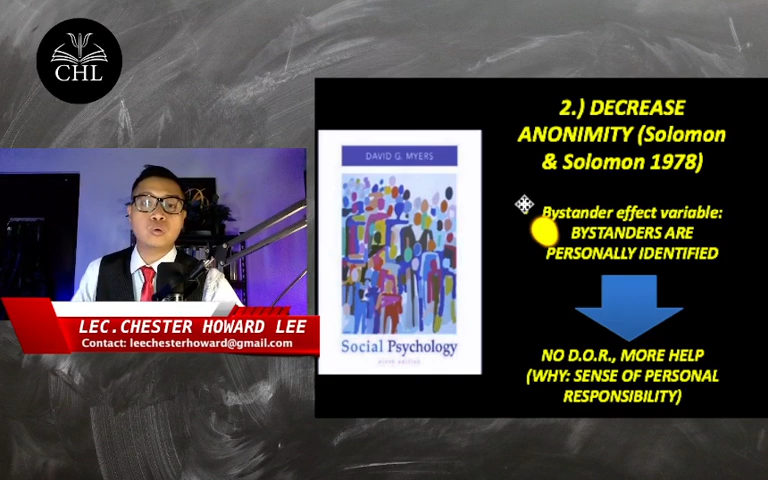 CHL
2.) DECREASE
ANONIMITY (Solomon
& Solomon 1978)
DAVID G. MYERS
Bystander effect variable:
BYSTANDERS ARE
PERSONALLY IDENTIFIED
LEC.CHESTER HOWARD LEE
Contact: leechesterhoward@gmail.com
Social Psychology
NO D.O.R., MORE HELP
(WHY: SENSE OF PERSONAL
RESPONSIBILITY)